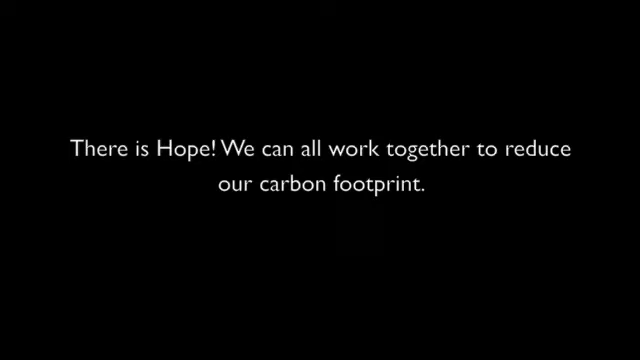 There is Hope! We can all work together to reduce
our carbon footprint.